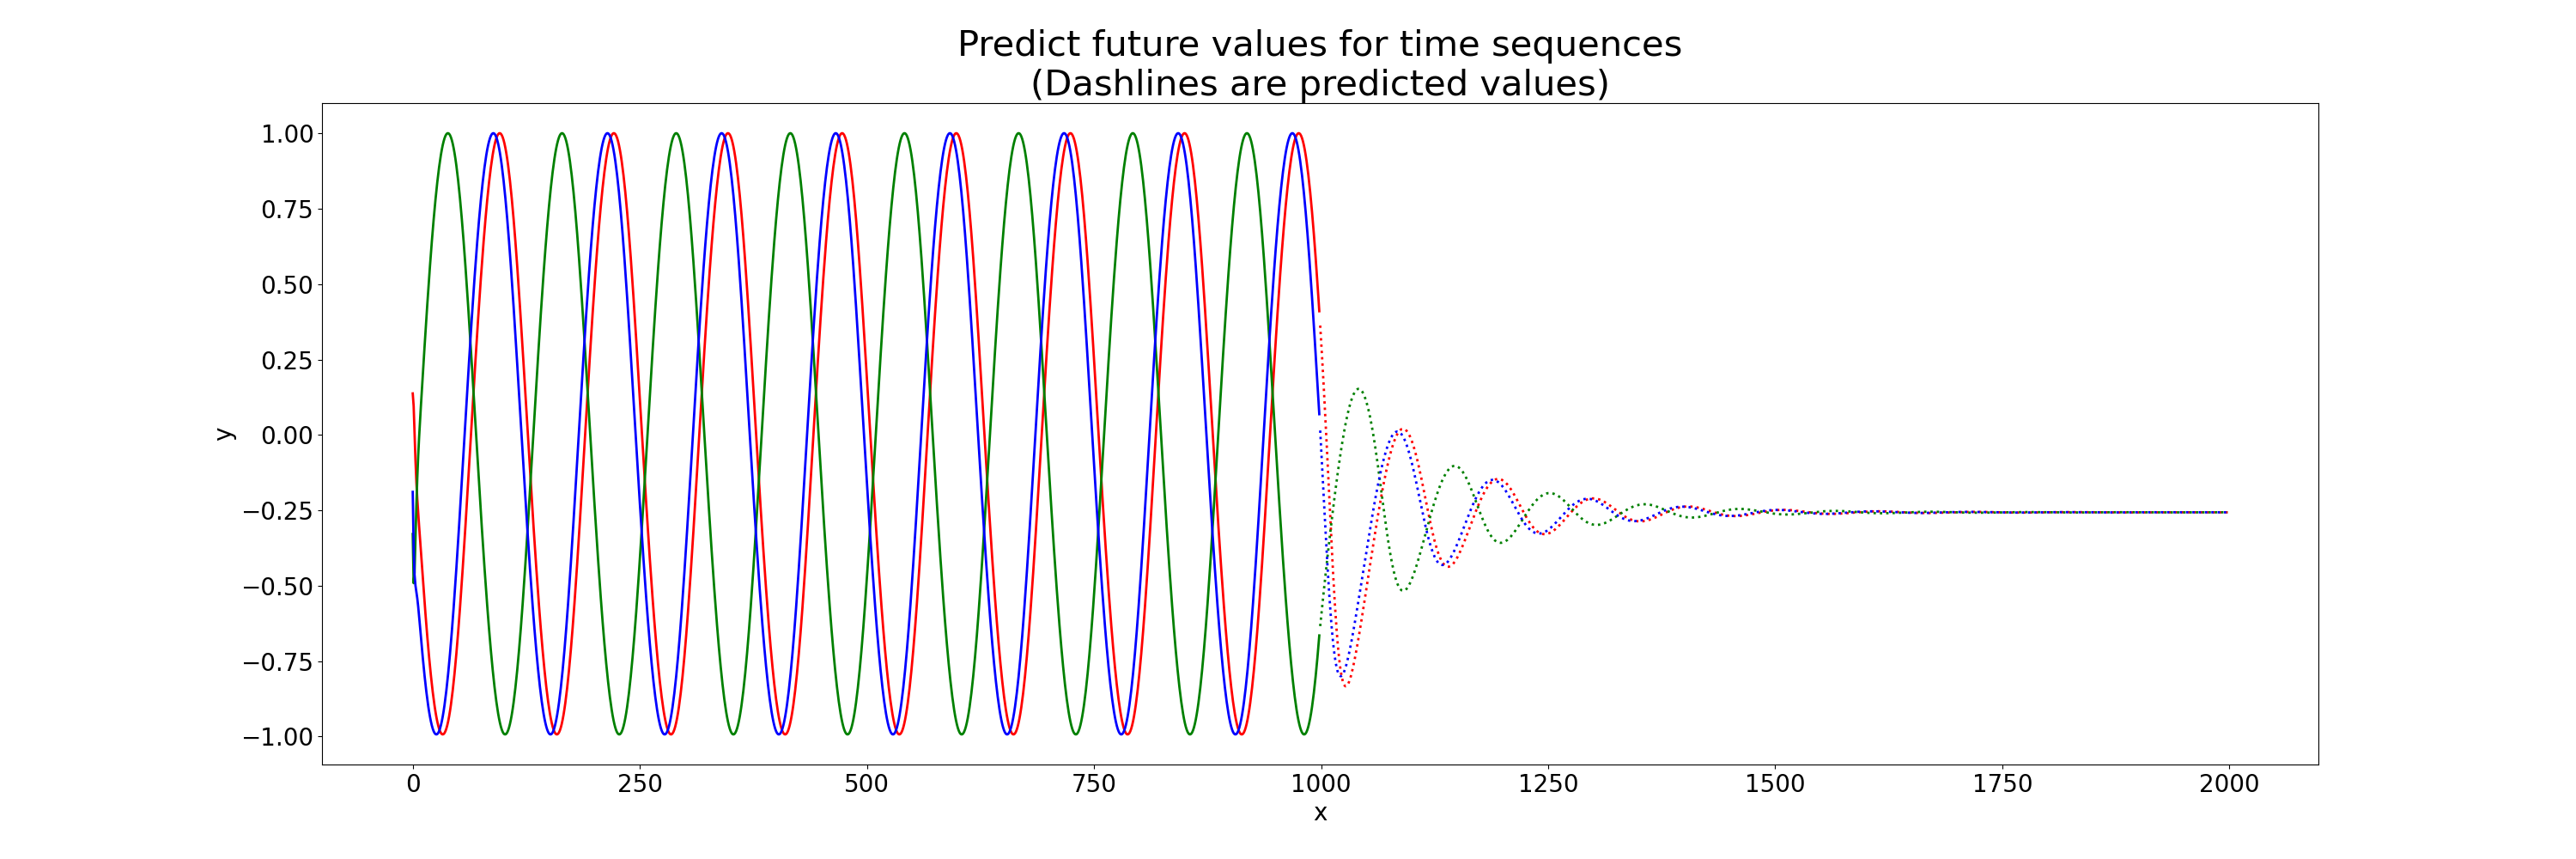 Predict future values for time sequences
(Dashlines are predicted values)
1.00
0.75
0.50
0.25
0.00
−0.25
−0.50
−0.75
−1.00
y
0 250 500 750 1000 1250 1500 1750 2000
x